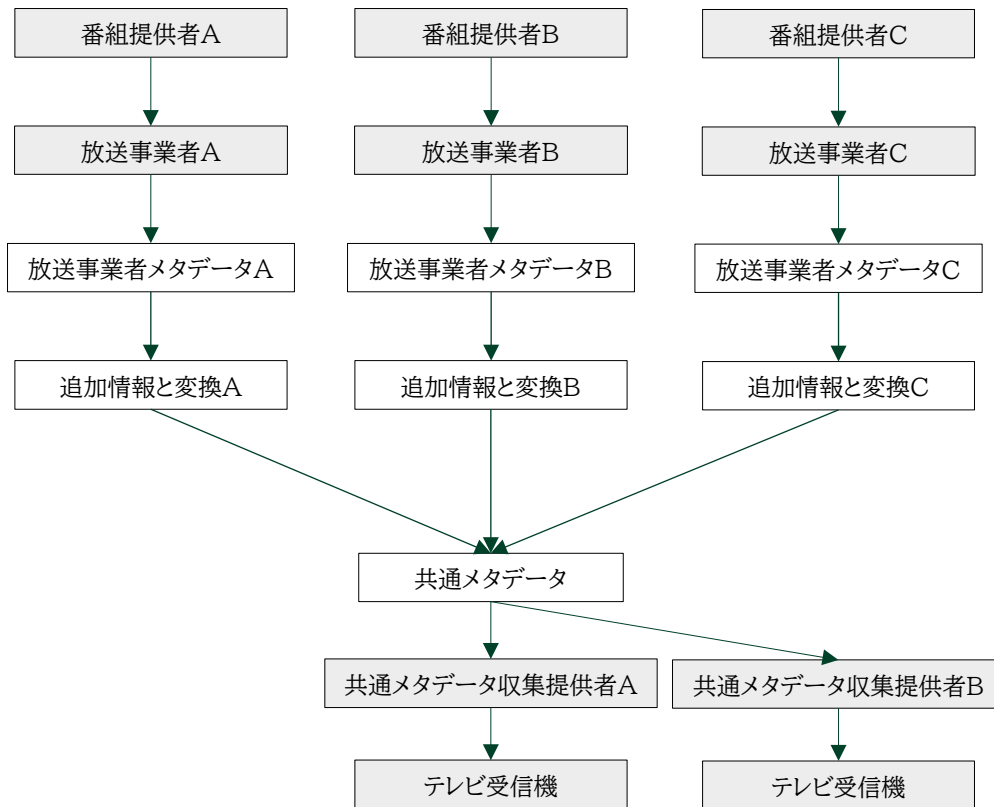 番組提供者A
番組提供者B
番組提供者C
放送事業者A
放送事業者B
放送事業者C
放送事業者メタデータA
放送事業者メタデータB
放送事業者メタデータC
追加情報と変換A
追加情報と変換B
追加情報と変換C
共通メタデータ
共通メタデータ収集提供者A
共通メタデータ収集提供者B
テレビ受信機
テレビ受信機